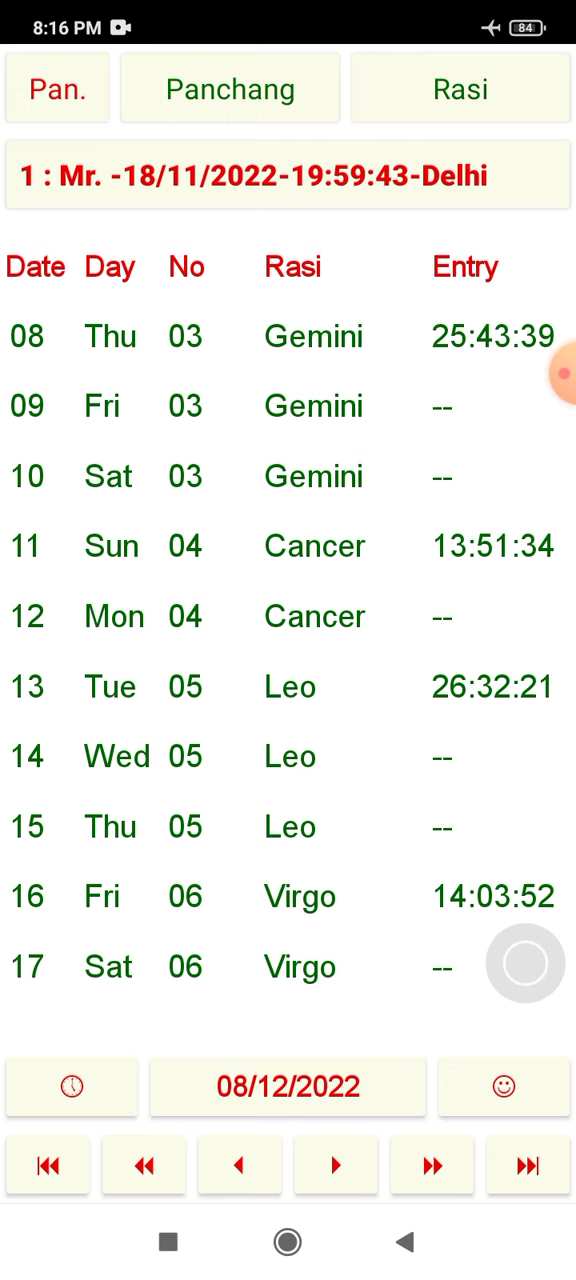 8:16 PM 84
Pan. Panchang Rasi
1 : Mr. -18/11/2022-19:59:43-Delhi
Date Day No Rasi Entry
08 Thu 03 Gemini 25:43:39
09 Fri 03 Gemini --
10 Sat 03 Gemini --
11 Sun 04 Cancer 13:51:34
12 Mon 04 Cancer --
13 Tue 05 Leo 26:32:21
14 Wed 05 Leo --
15 Thu 05 Leo --
16 Fri 06 Virgo 14:03:52
17 Sat 06 Virgo --
08/12/2022